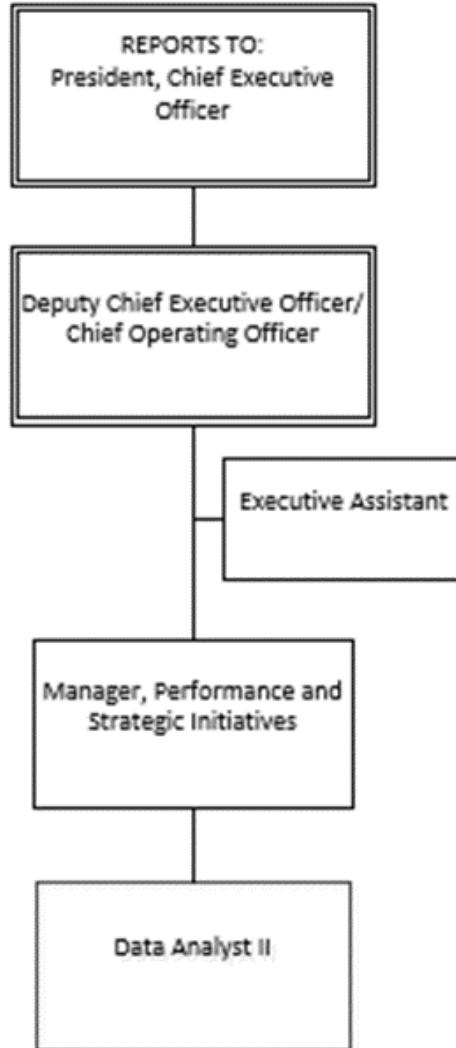 REPORTS TO:
President, Chief Executive
Officer
Deputy Chief Executive Officer/
Chief Operating Officer
Executive Assistant
Manager, Performance and
Strategic Initiatives
Data Analyst II